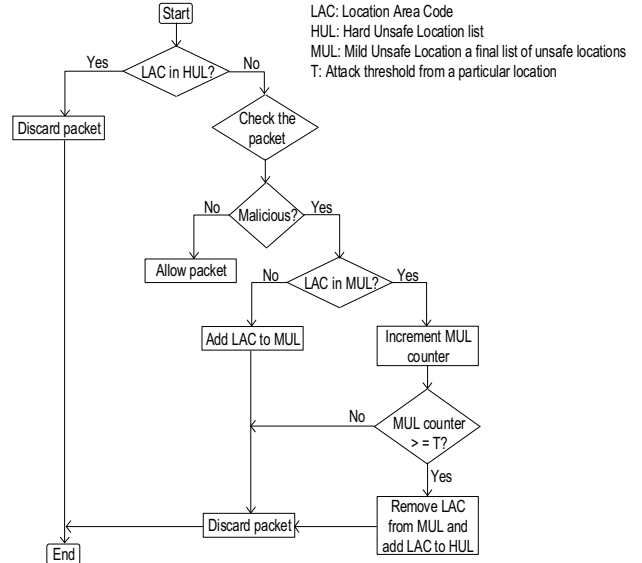 Start
LAC: Location Area Code
HUL: Hard Unsafe Location list
MUL: Mild Unsafe Location a final list of unsafe locations
T: Attack threshold from a particular location
Yes
LAC in HUL?
No
Discard packet
Check the
packet
No
Malicious?
Yes
Allow packet
No
LAC in MUL?
Yes
Add LAC to MUL
Increment MUL
counter
No
MUL counter
> = T?
Yes
Remove LAC
from MUL and
add LAC to HUL
Discard packet
End